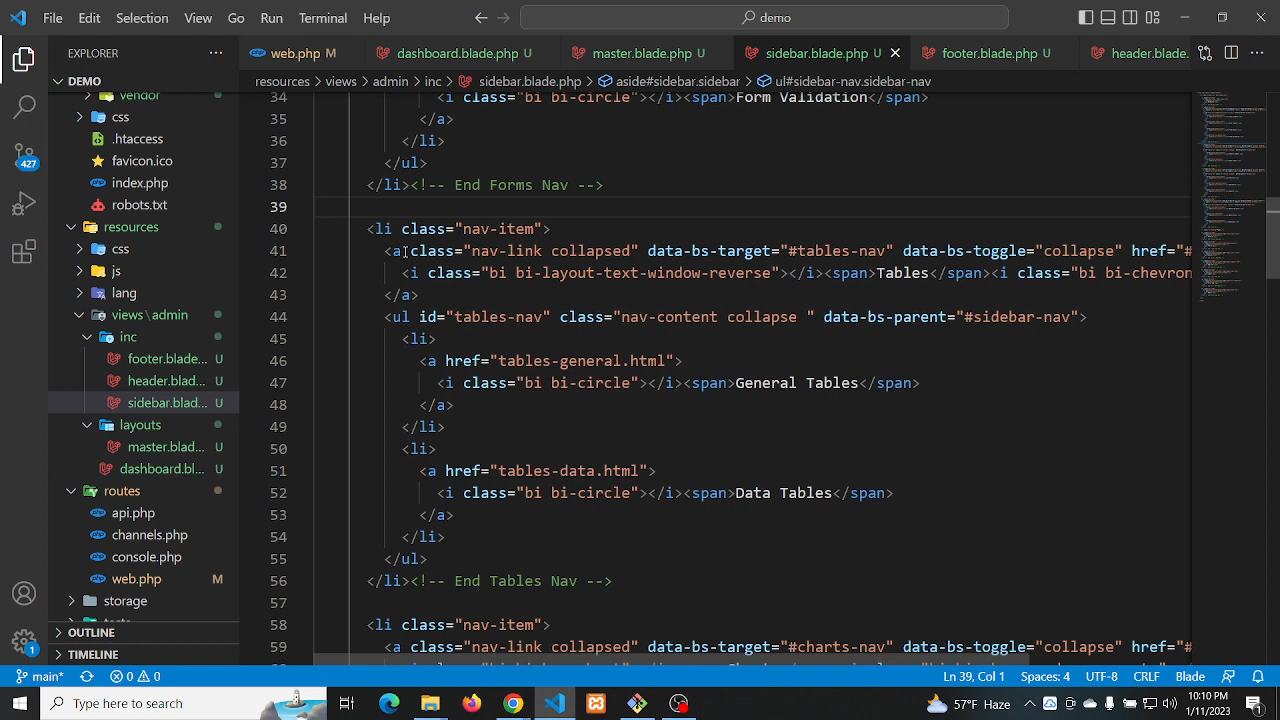 File Edit Selection View Go Run Terminal Help demo
EXPLORER
web.php M
dashboard.blade.php U
master.blade.php U
sidebar.blade.php U
footer.blade.php U
header.blade.
DEMO
resources > views > admin > inc > sidebar.blade.php > aside#sidebar.sidebar > ul#sidebar-nav.sidebar-nav
vendor
css
.htaccess
favicon.ico
index.php
robots.txt
resources
css
js
lang
views\admin
inc
footer.blade... U
header.blad... U
sidebar.blad... U
layouts
master.blad... U
dashboard.bl... U
routes
api.php
channels.php
console.php
web.php M
storage
OUTLINE
TIMELINE
427
1
34 <i class="bi bi-circle"></i><span>Form Validation</span>
35 </a>
36 </li>
37 </ul>
38 </li><!-- End Forms Nav -->
39
40 <li class="nav-item">
41 <a class="nav-link collapsed" data-bs-target="#tables-nav" data-bs-toggle="collapse" href="#
42 <i class="bi bi-layout-text-window-reverse"></i><span>Tables</span><i class="bi bi-chevron
43 </a>
44 <ul id="tables-nav" class="nav-content collapse " data-bs-parent="#sidebar-nav">
45 <li>
46 <a href="tables-general.html">
47 <i class="bi bi-circle"></i><span>General Tables</span>
48 </a>
49 </li>
50 <li>
51 <a href="tables-data.html">
52 <i class="bi bi-circle"></i><span>Data Tables</span>
53 </a>
54 </li>
55 </ul>
56 </li><!-- End Tables Nav -->
57
58 <li class="nav-item">
59 <a class="nav-link collapsed" data-bs-target="#charts-nav" data-bs-toggle="collapse" href="#
main* 0 0 Ln 39, Col 1 Spaces: 4 UTF-8 CRLF Blade
Type here to search
57°F Haze
10:10 PM
1/11/2023